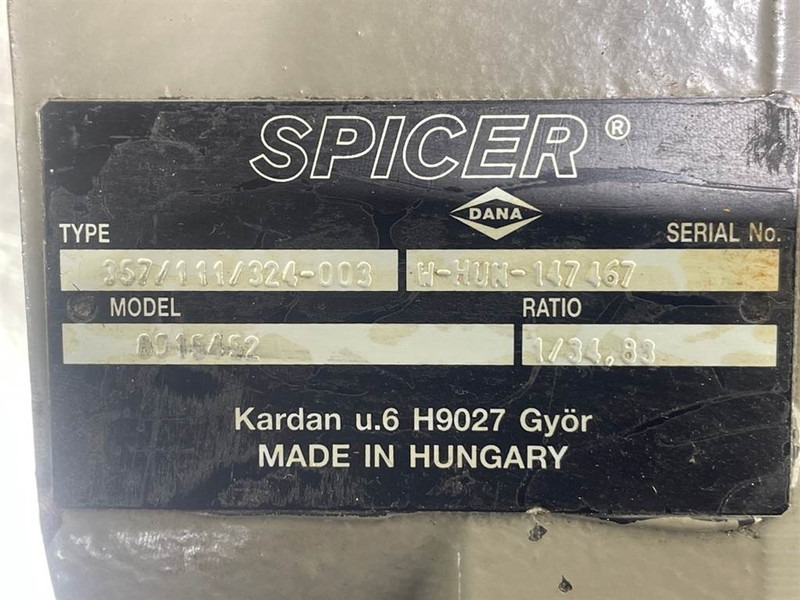 SPICER ®
DANA
TYPE SERIAL No.
357/111/324-003 W-HUN-147467
MODEL RATIO
1/34,83
Kardan u.6 H9027 Györ
MADE IN HUNGARY